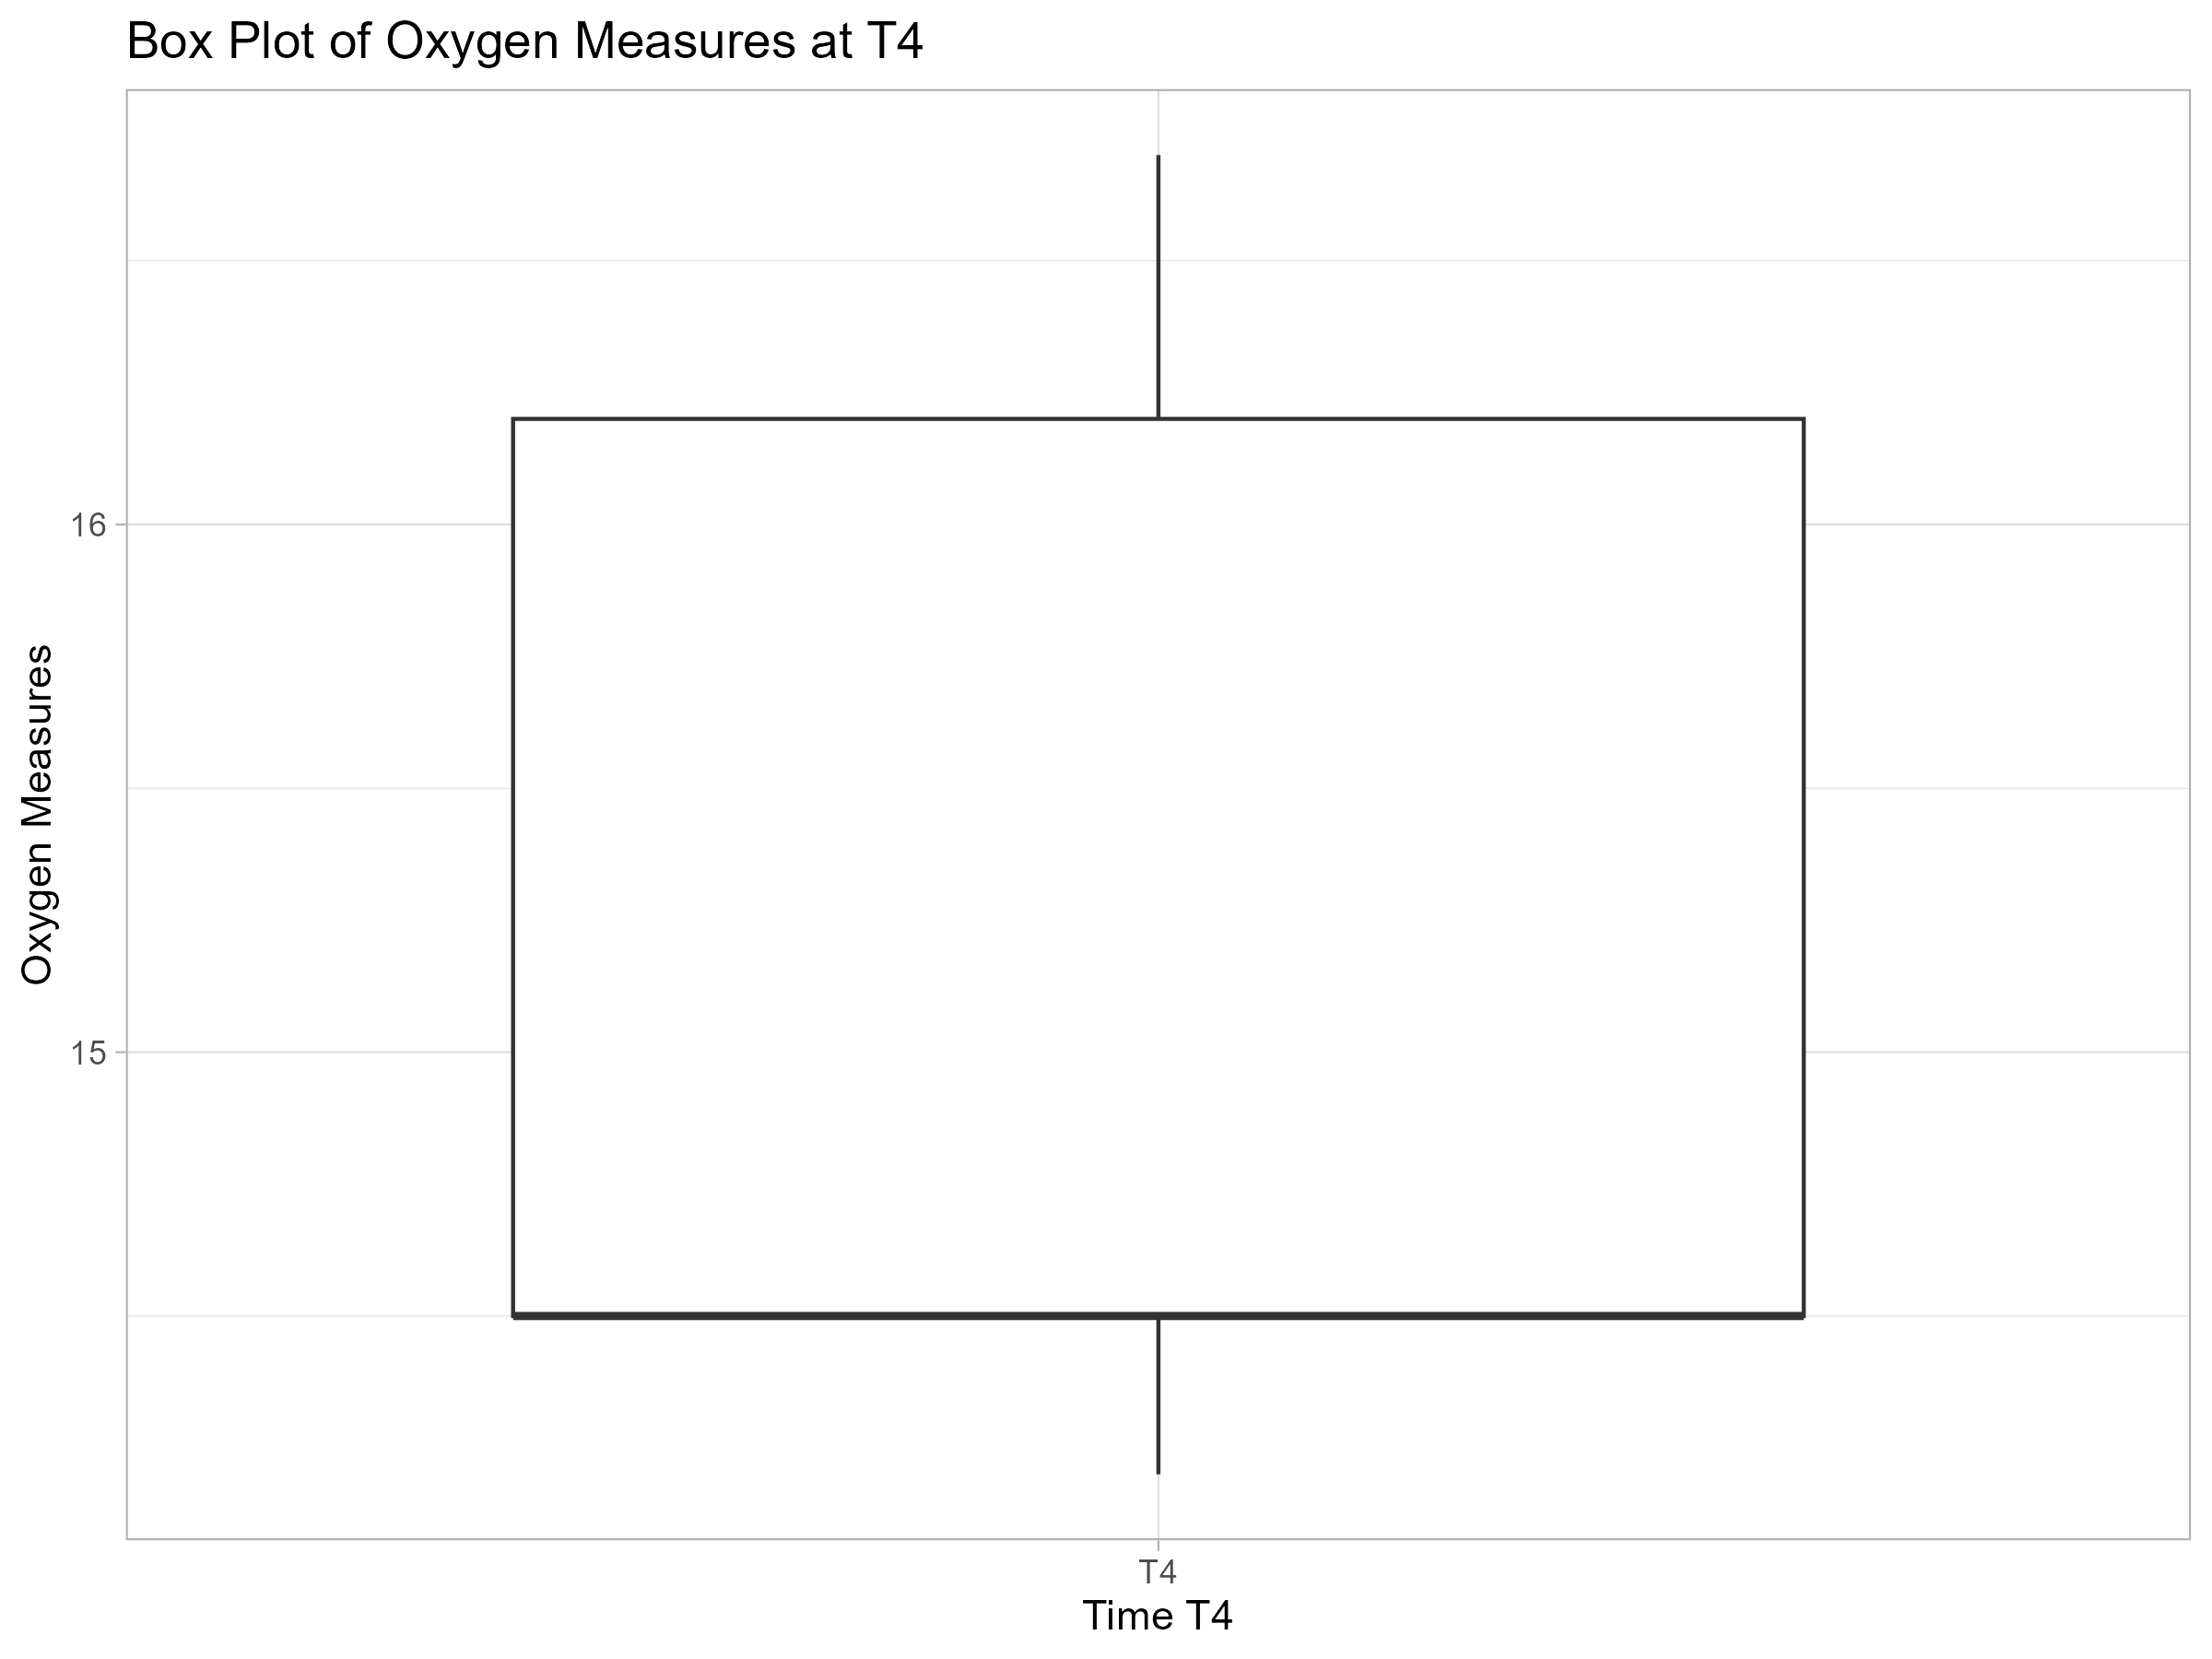 Box Plot of Oxygen Measures at T4
Oxygen Measures
16
15
T4
Time T4